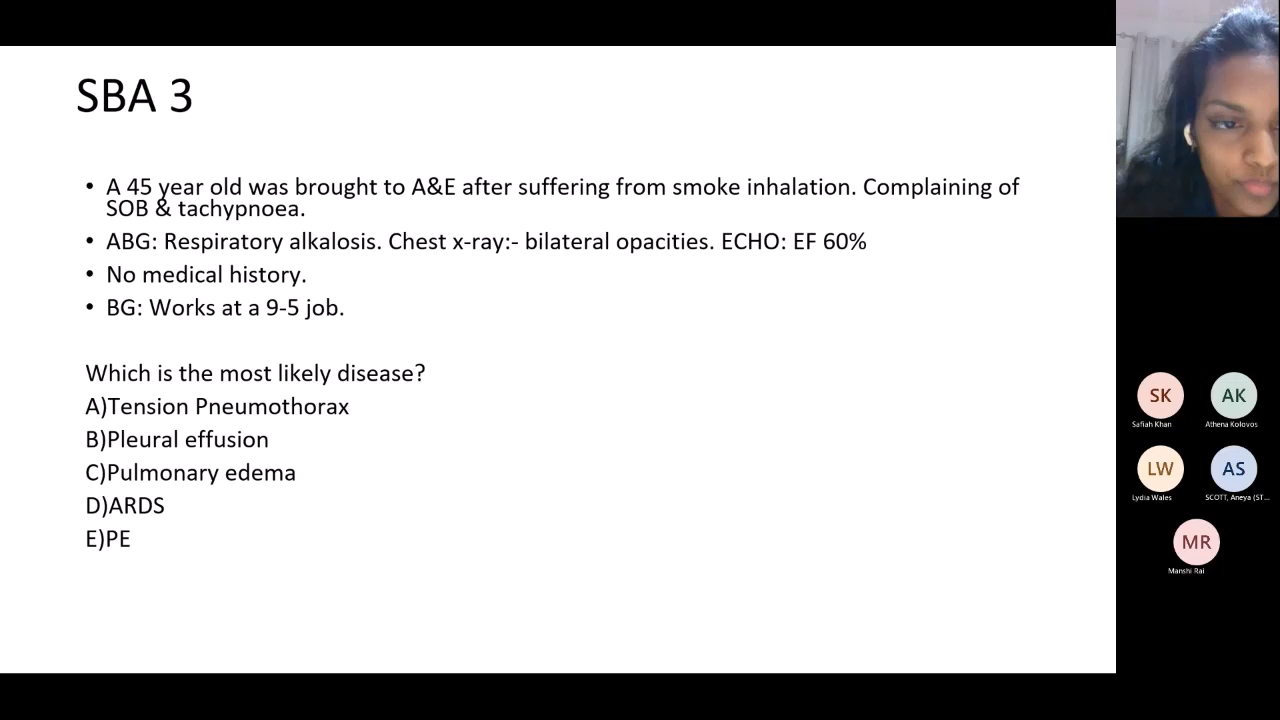 SBA 3
• A 45 year old was brought to A&E after suffering from smoke inhalation. Complaining of
SOB & tachypnoea.
• ABG: Respiratory alkalosis. Chest x-ray:- bilateral opacities. ECHO: EF 60%
• No medical history.
• BG: Works at a 9-5 job.
Which is the most likely disease?
A)Tension Pneumothorax
B)Pleural effusion
C)Pulmonary edema
D)ARDS
E)PE
SK
Safiah Khan
AK
Athena Kolovos
LW
Lydia Wales
AS
SCOTT, Aneya (ST...
MR
Manshi Rai